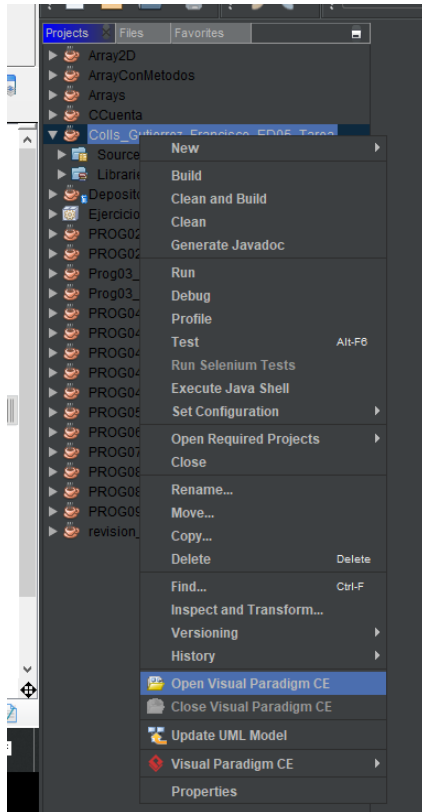 Projects Files Favorites
Array2D
ArrayConMetodos
Arrays
CCuenta
Colls_Gutierrez_Francisco_ED05_Tarea
Source
Librarie
Deposito
Ejercicio
PROG02
PROG02
Prog03_
Prog03_
PROG04
PROG04
PROG04
PROG04
PROG04
PROG05
PROG06
PROG07
PROG08
PROG08
PROG09
revision_
New
Build
Clean and Build
Clean
Generate Javadoc
Run
Debug
Profile
Test Alt-F6
Run Selenium Tests
Execute Java Shell
Set Configuration
Open Required Projects
Close
Rename...
Move...
Copy...
Delete Delete
Find... Ctrl-F
Inspect and Transform...
Versioning
History
Open Visual Paradigm CE
Close Visual Paradigm CE
Update UML Model
Visual Paradigm CE
Properties